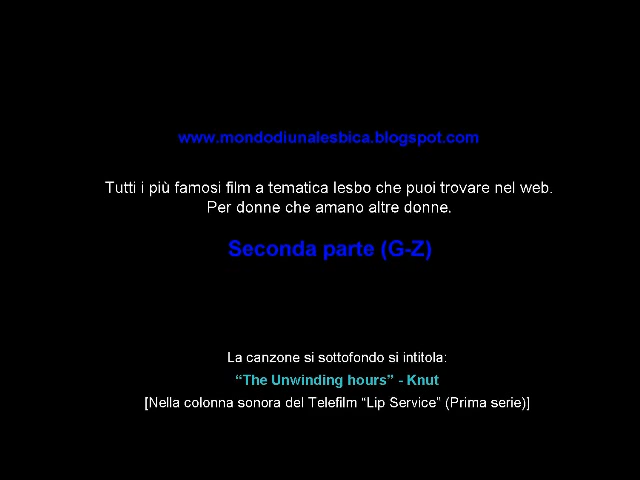 www.mondodiunalesbica.blogspot.com
Tutti i più famosi film a tematica lesbo che puoi trovare nel web.
Per donne che amano altre donne.
Seconda parte (G-Z)
La canzone si sottofondo si intitola:
“The Unwinding hours” - Knut
[Nella colonna sonora del Telefilm “Lip Service” (Prima serie)]